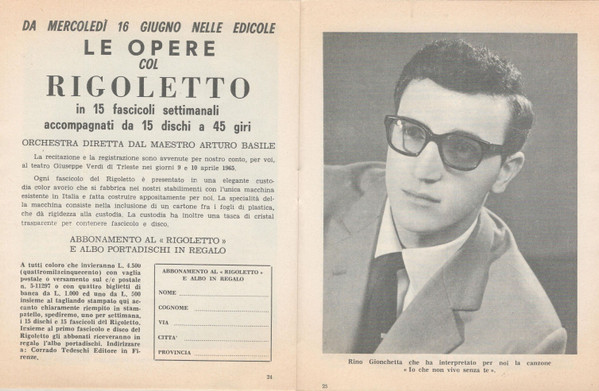 DA MERCOLEDÌ 16 GIUGNO NELLE EDICOLE
LE OPERE
COL
RIGOLETTO
in 15 fascicoli settimanali
accompagnati da 15 dischi a 45 giri
ORCHESTRA DIRETTA DAL MAESTRO ARTURO BASILE
La recitazione e la registrazione sono avvenute per nostro conto, per voi,
al teatro Giuseppe Verdi di Trieste nei giorni 9 e 10 aprile 1965.
Ogni fascicolo del Rigoletto è presentato in una elegante custo-
dia color avorio che si fabbrica nei nostri stabilimenti con l'unica macchina
esistente in Italia e fatta costruire appositamente per noi. La specialità del-
la macchina consiste nella inclusione di un cartone fra i fogli di plastica,
che dà rigidezza alla custodia. La custodia ha inoltre una tasca di cristal
trasparente per contenere fascicolo e disco.
ABBONAMENTO AL « RIGOLETTO »
E ALBO PORTADISCHI IN REGALO
A tutti coloro che invieranno L. 4.500
(quattromilacinquecento) con vaglia
postale o versamento sul c/c postale
n. 5-11297 o con quattro biglietti di
banca da L. 1.000 ed uno da L. 500
insieme al tagliando stampato qui ac-
canto chiaramente riempito in stam-
patello, spediremo, uno per settimana,
i 15 dischi e 15 fascicoli del Rigoletto.
Insieme al primo fascicolo e disco del
Rigoletto gli abbonati riceveranno in
regalo l'albo portadischi. Indirizzare
a: Corrado Tedeschi Editore in Fi-
renze.
ABBONAMENTO AL « RIGOLETTO »
E ALBO IN REGALO
NOME
COGNOME
VIA
CITTA'
PROVINCIA
24
Rino Gionchetta che ha interpretato per noi la canzone
« Io che non vivo senza te ».
25